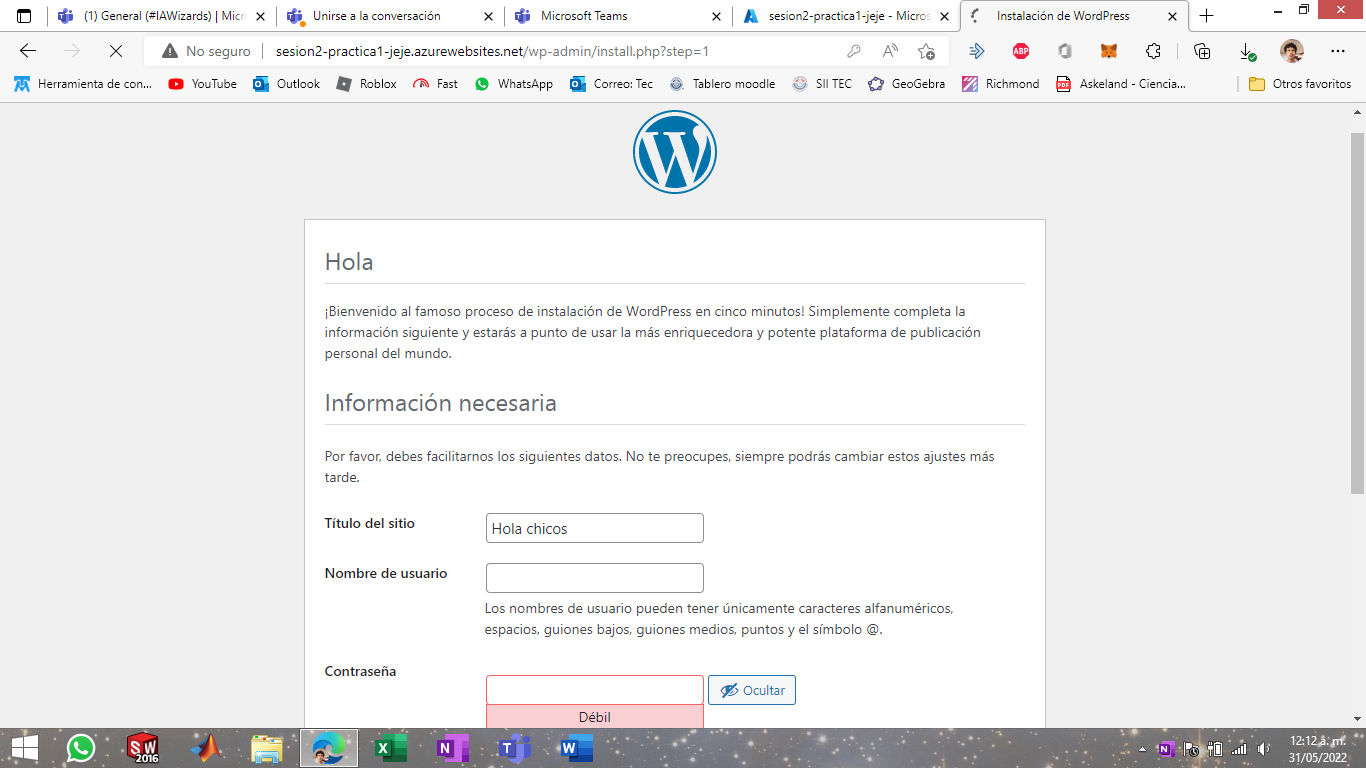 (1) General (#IAWizards) | Micr
Unirse a la conversación
Microsoft Teams
sesion2-practica1-jeje - Micros
Instalación de WordPress
No seguro
sesion2-practica1-jeje.azurewebsites.net/wp-admin/install.php?step=1
ABP
Herramienta de con...
YouTube
Outlook
Roblox
Fast
WhatsApp
Correo: Tec
Tablero moodle
SII TEC
GeoGebra
Richmond
Askeland - Ciencia...
Otros favoritos
Hola
¡Bienvenido al famoso proceso de instalación de WordPress en cinco minutos! Simplemente completa la
información siguiente y estarás a punto de usar la más enriquecedora y potente plataforma de publicación
personal del mundo.
Información necesaria
Por favor, debes facilitarnos los siguientes datos. No te preocupes, siempre podrás cambiar estos ajustes más
tarde.
Título del sitio
Hola chicos
Nombre de usuario
Los nombres de usuario pueden tener únicamente caracteres alfanuméricos,
espacios, guiones bajos, guiones medios, puntos y el símbolo @.
Contraseña
Ocultar
Débil
SW
2016
12:12 a. m.
31/05/2022